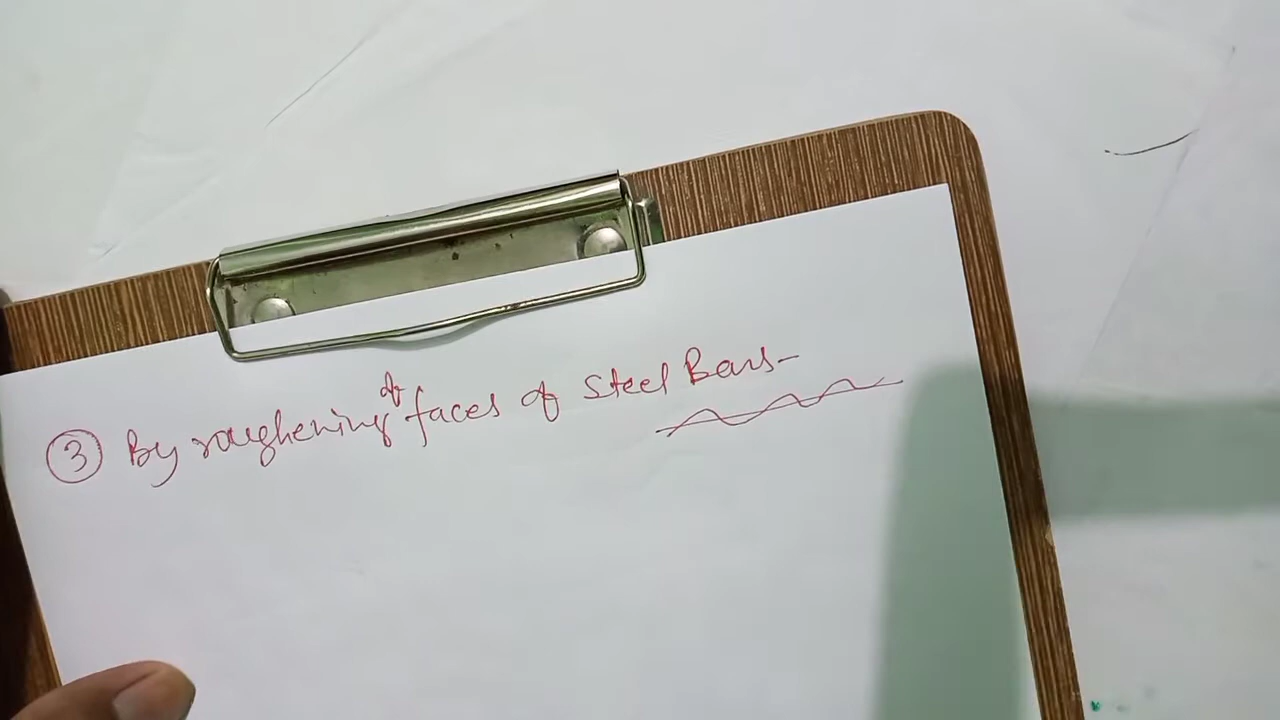 ③ By roughening of faces of Steel Bars-